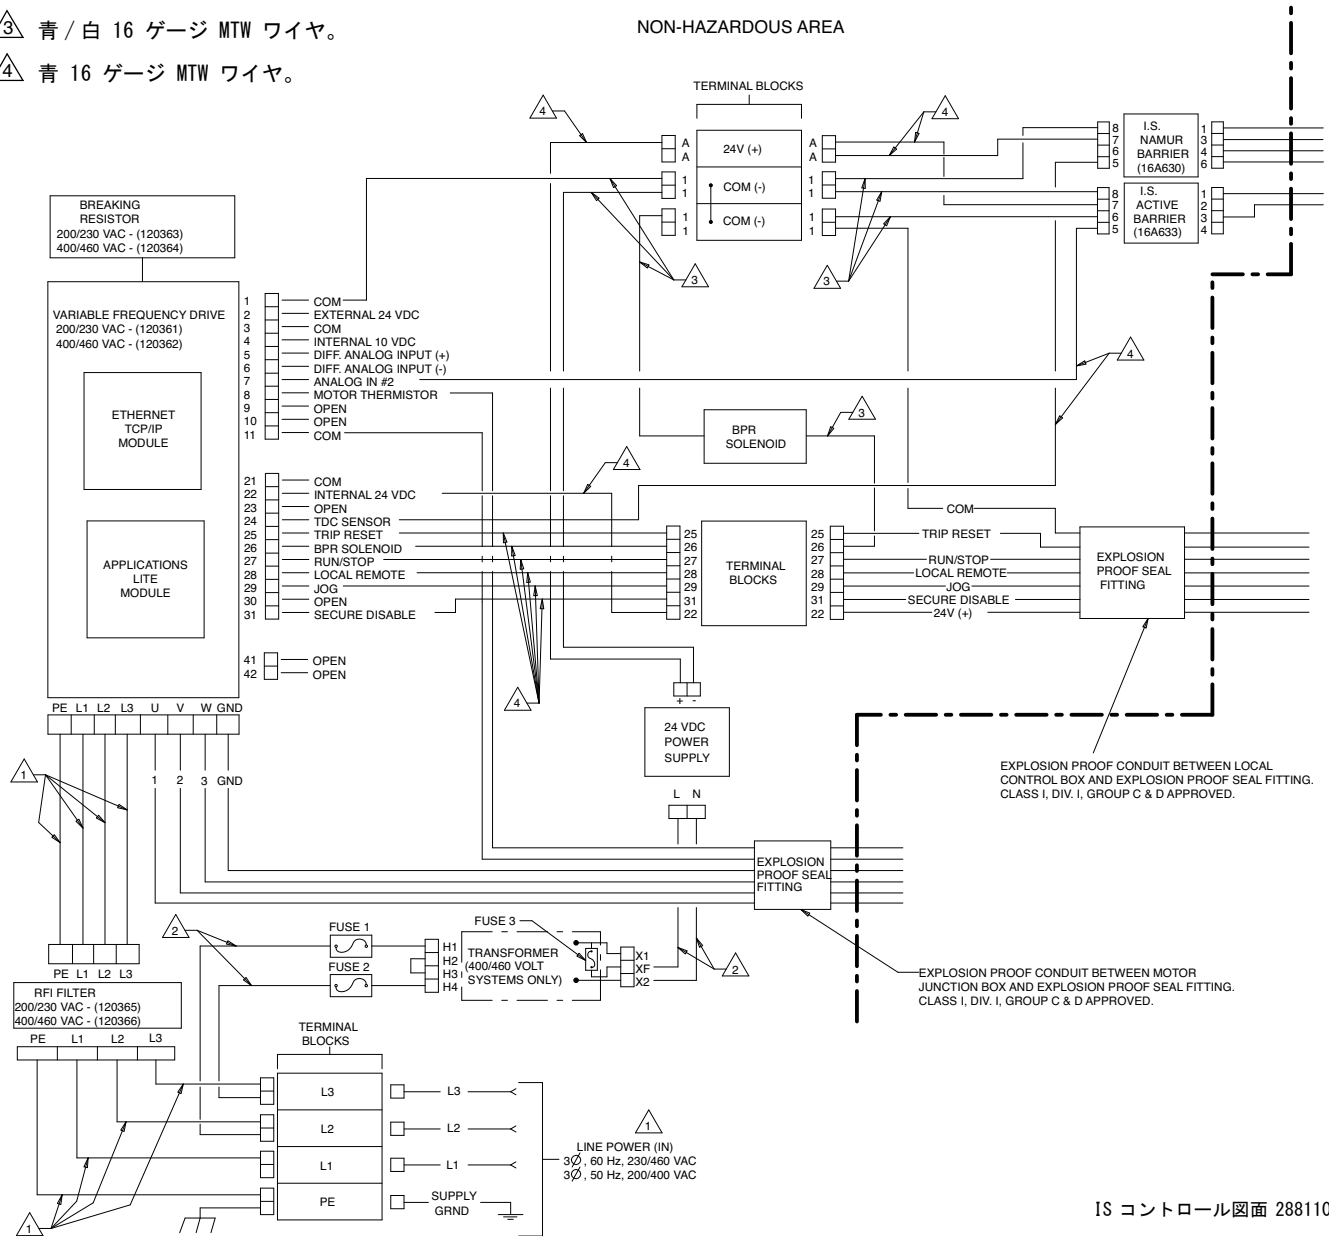 3 青/白 16 ゲージ MTW ワイヤ。
4 青 16 ゲージ MTW ワイヤ。
NON-HAZARDOUS AREA
TERMINAL BLOCKS
4
4
A
A
24V (+)
A
A
1
1
COM (-)
1
1
1
1
COM (-)
1
1
8
7
6
5
I.S.
NAMUR
BARRIER
(16A630)
1
3
4
6
8
7
6
5
I.S.
ACTIVE
BARRIER
(16A633)
1
2
3
4
3
3
BREAKING
RESISTOR
200/230 VAC - (120363)
400/460 VAC - (120364)
VARIABLE FREQUENCY DRIVE
200/230 VAC - (120361)
400/460 VAC - (120362)
ETHERNET
TCP/IP
MODULE
APPLICATIONS
LITE
MODULE
1 COM
2 EXTERNAL 24 VDC
3 COM
4 INTERNAL 10 VDC
5 DIFF. ANALOG INPUT (+)
6 DIFF. ANALOG INPUT (-)
7 ANALOG IN #2
8 MOTOR THERMISTOR
9 OPEN
10 OPEN
11 COM
4
3
BPR
SOLENOID
4
21 COM
22 INTERNAL 24 VDC
23 OPEN
24 TDC SENSOR
25 TRIP RESET
26 BPR SOLENOID
27 RUN/STOP
28 LOCAL REMOTE
29 JOG
30 OPEN
31 SECURE DISABLE
41 OPEN
42 OPEN
25
26
27
28
29
31
22
TERMINAL
BLOCKS
25
26
27
28
29
31
22
COM
TRIP RESET
RUN/STOP
LOCAL REMOTE
JOG
SECURE DISABLE
24V (+)
EXPLOSION
PROOF SEAL
FITTING
4
PE L1 L2 L3 U V W GND
1
1 2 3 GND
+ -
24 VDC
POWER
SUPPLY
L N
EXPLOSION PROOF CONDUIT BETWEEN LOCAL
CONTROL BOX AND EXPLOSION PROOF SEAL FITTING.
CLASS I, DIV. I, GROUP C & D APPROVED.
EXPLOSION
PROOF SEAL
FITTING
2
FUSE 1
FUSE 2
H1
H2
H3
H4
FUSE 3
TRANSFORMER
(400/460 VOLT
SYSTEMS ONLY)
X1
XF
X2
2
EXPLOSION PROOF CONDUIT BETWEEN MOTOR
JUNCTION BOX AND EXPLOSION PROOF SEAL FITTING.
CLASS I, DIV. I, GROUP C & D APPROVED.
PE L1 L2 L3
RFI FILTER
200/230 VAC - (120365)
400/460 VAC - (120366)
PE L1 L2 L3
TERMINAL
BLOCKS
L3
L3
L2
L2
L1
L1
PE
SUPPLY
GRND
1
LINE POWER (IN)
3Ø, 60 Hz, 230/460 VAC
3Ø, 50 Hz, 200/400 VAC
1
IS コントロール図面 288110